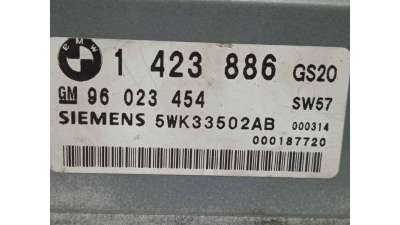 BMW 1 423 886 GS20
GM 96 023 454 SW57
SIEMENS 5WK33502AB 000314
000187720